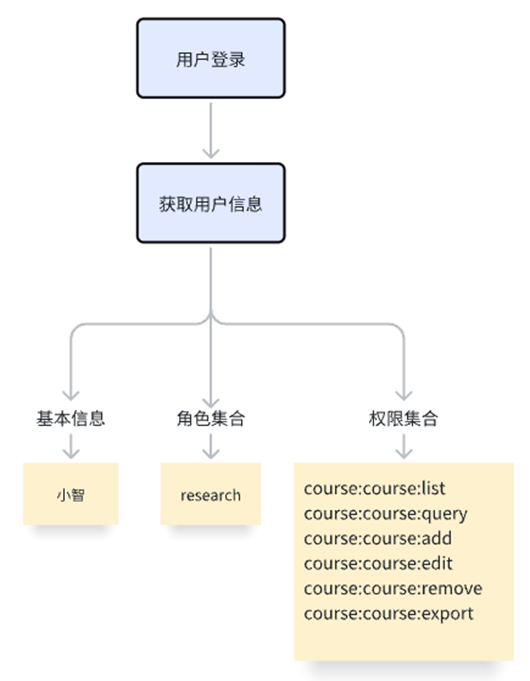 用户登录
获取用户信息
基本信息
角色集合
权限集合
小智
research
course:course:list
course:course:query
course:course:add
course:course:edit
course:course:remove
course:course:export